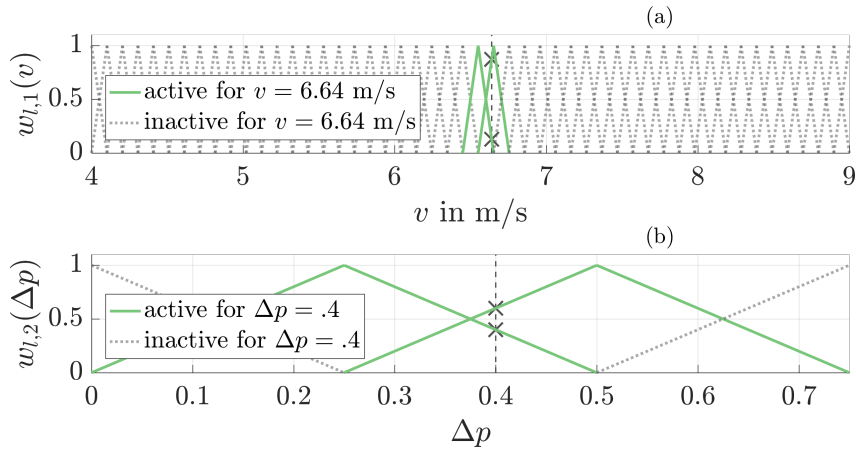 (a)
1
0.5
0
w_{l,1}(v)
active for v = 6.64 m/s
inactive for v = 6.64 m/s
4 5 6 7 8 9
v in m/s
(b)
1
0.5
0
w_{l,2}(Δp)
active for Δp = .4
inactive for Δp = .4
0 0.1 0.2 0.3 0.4 0.5 0.6 0.7
Δp